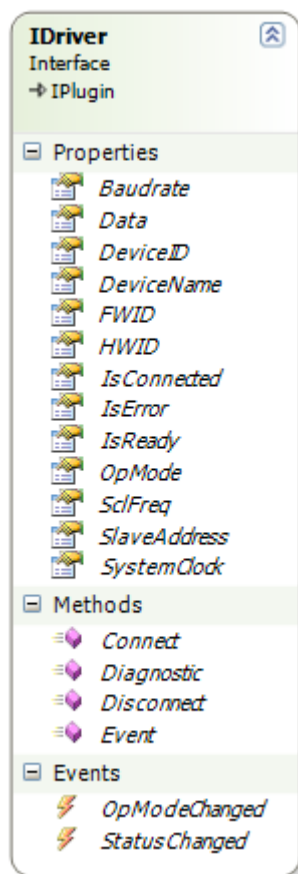 IDriver
Interface
IPlugin
Properties
Baudrate
Data
DeviceID
DeviceName
FWID
HWID
IsConnected
IsError
IsReady
OpMode
SclFreq
SlaveAddress
SystemClock
Methods
Connect
Diagnostic
Disconnect
Event
Events
OpModeChanged
StatusChanged